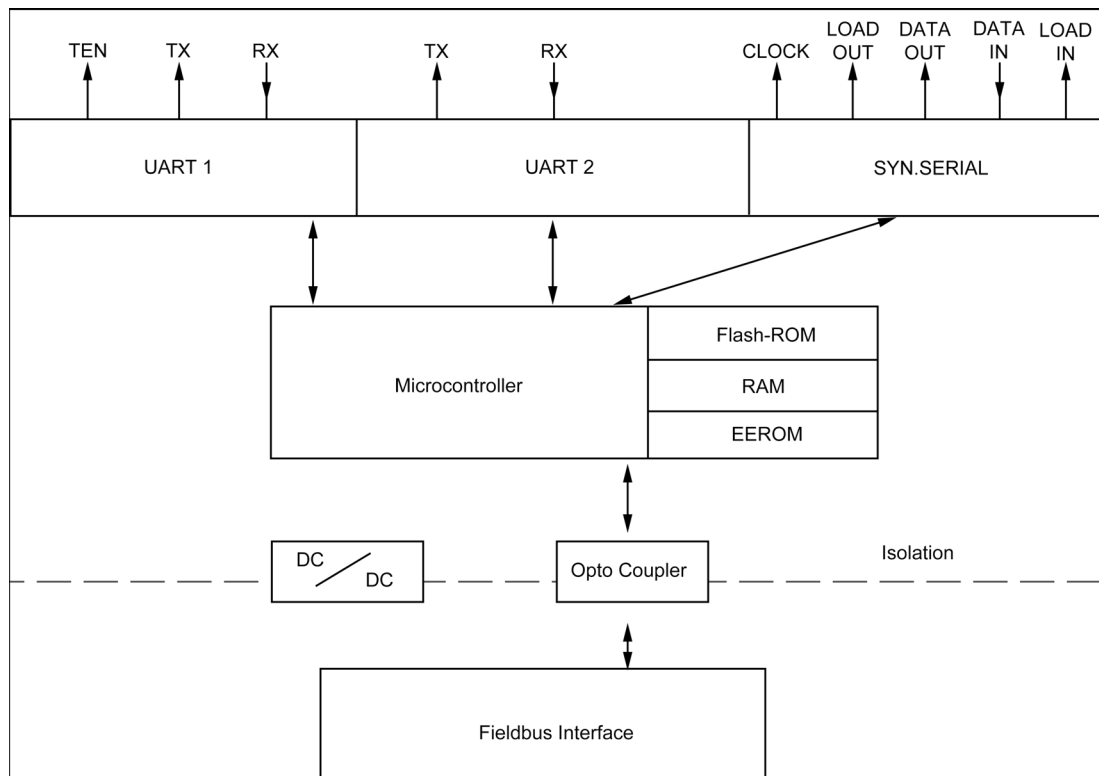 TEN
TX
RX
TX
RX
CLOCK
LOAD
OUT
DATA
OUT
DATA
IN
LOAD
IN
UART 1
UART 2
SYN.SERIAL
Microcontroller
Flash-ROM
RAM
EEROM
DC
DC
Opto Coupler
Isolation
Fieldbus Interface